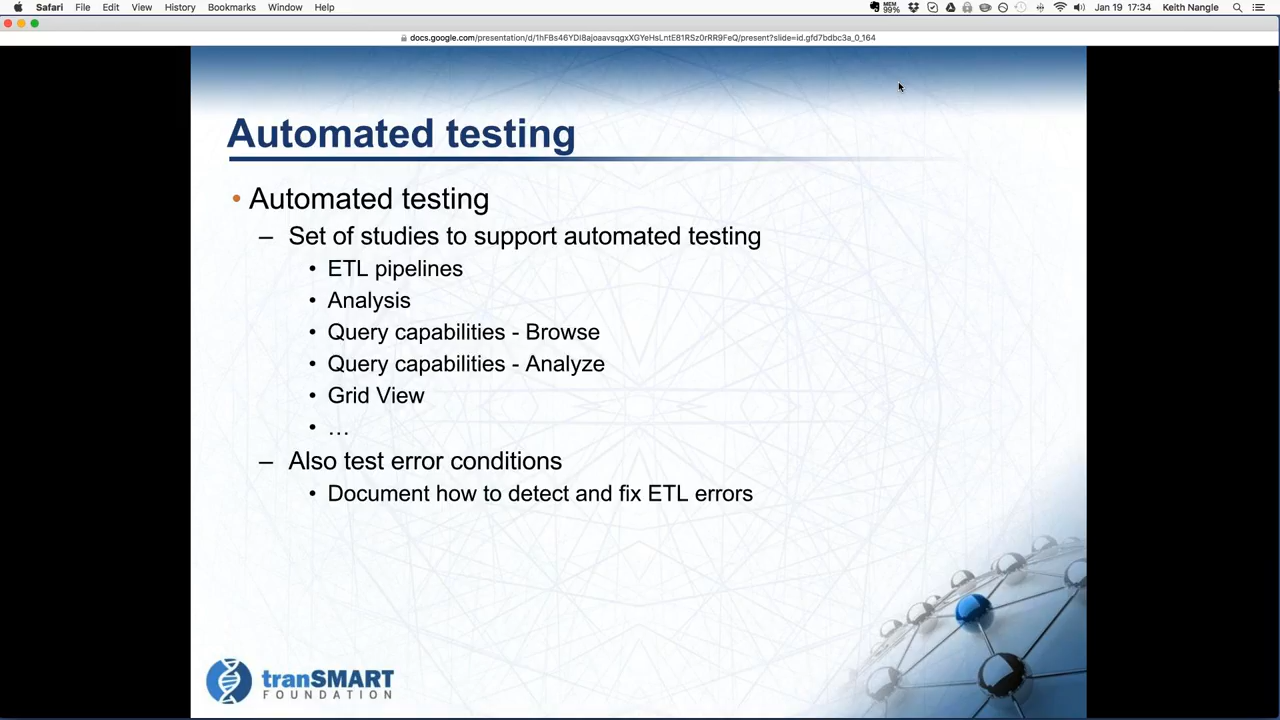 Safari File Edit View History Bookmarks Window Help MEM 99% Jan 19 17:34 Keith Nangle
docs.google.com/presentation/d/1hFBs46YDi8ajoaavsqgxXGYeHsLntE81RSz0rRR9FeQ/present?slide=id.gfd7bdbc3a_0_164
Automated testing
• Automated testing
– Set of studies to support automated testing
• ETL pipelines
• Analysis
• Query capabilities - Browse
• Query capabilities - Analyze
• Grid View
• …
– Also test error conditions
• Document how to detect and fix ETL errors
tranSMART
FOUNDATION